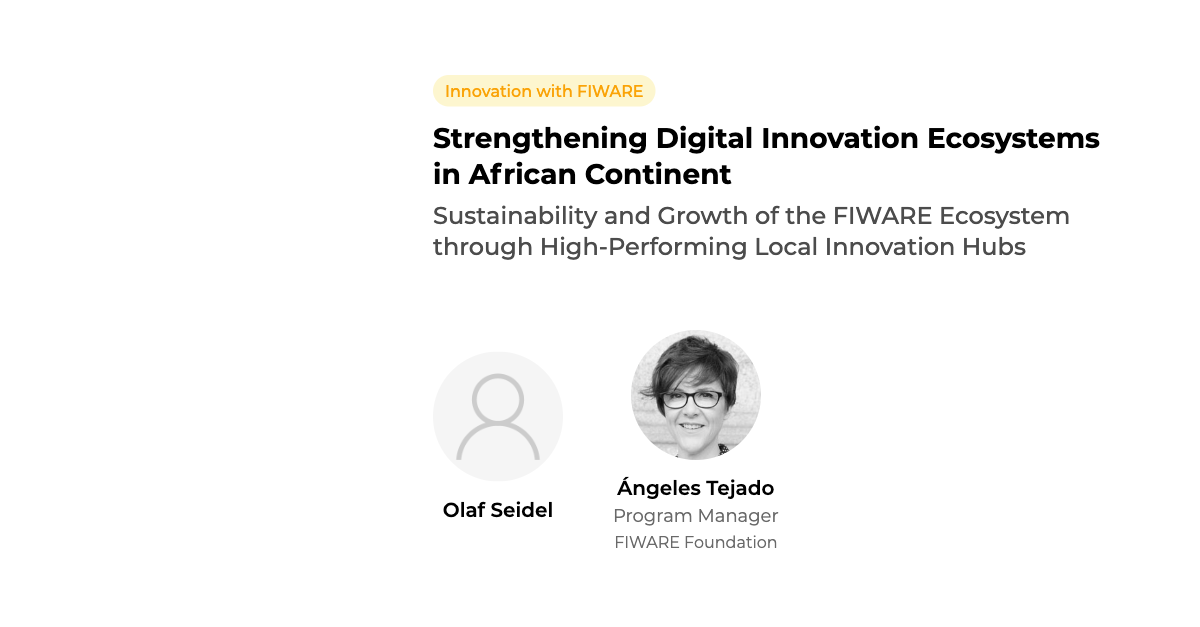 Innovation with FIWARE
Strengthening Digital Innovation Ecosystems
in African Continent
Sustainability and Growth of the FIWARE Ecosystem
through High-Performing Local Innovation Hubs
Olaf Seidel
Ángeles Tejado
Program Manager
FIWARE Foundation